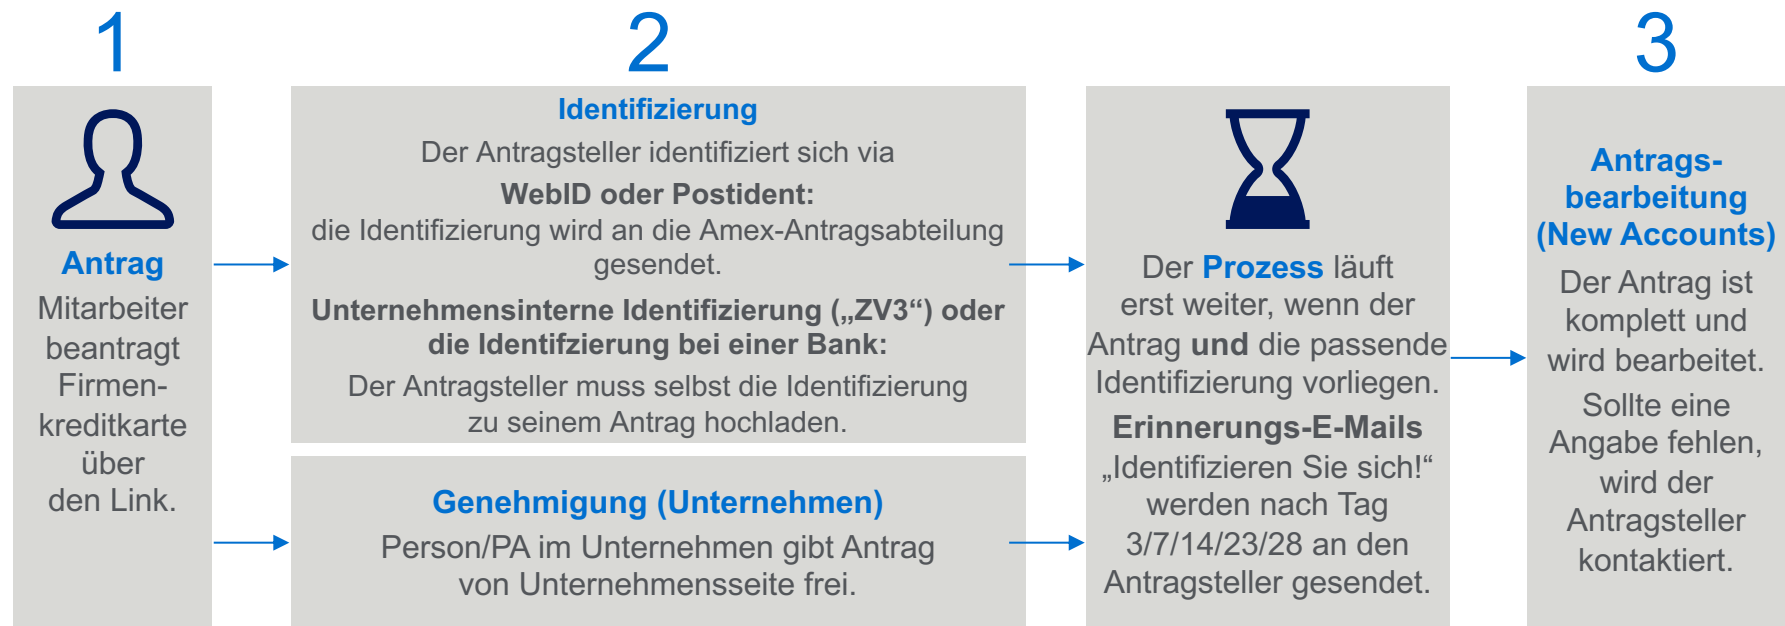 1
Antrag
Mitarbeiter
beantragt
Firmen-
kreditkarte
über
den Link.
2
Identifizierung
Der Antragsteller identifiziert sich via
WebID oder Postident:
die Identifizierung wird an die Amex-Antragsabteilung
gesendet.
Unternehmensinterne Identifizierung („ZV3“) oder
die Identifzierung bei einer Bank:
Der Antragsteller muss selbst die Identifizierung
zu seinem Antrag hochladen.
Genehmigung (Unternehmen)
Person/PA im Unternehmen gibt Antrag
von Unternehmensseite frei.
Der Prozess läuft
erst weiter, wenn der
Antrag und die passende
Identifizierung vorliegen.
Erinnerungs-E-Mails
„Identifizieren Sie sich!“
werden nach Tag
3/7/14/23/28 an den
Antragsteller gesendet.
3
Antrags-
bearbeitung
(New Accounts)
Der Antrag ist
komplett und
wird bearbeitet.
Sollte eine
Angabe fehlen,
wird der
Antragsteller
kontaktiert.